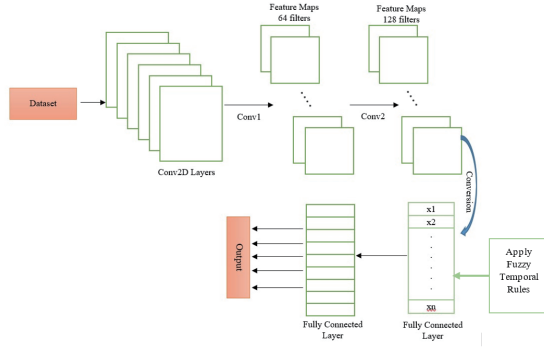 Feature Maps
64 filters
Feature Maps
128 filters
Dataset
Conv1
Conv2
Conv2D Layers
Conversion
x1
x2
xn
Apply
Fuzzy
Temporal
Rules
Output
Fully Connected
Layer
Fully Connected
Layer